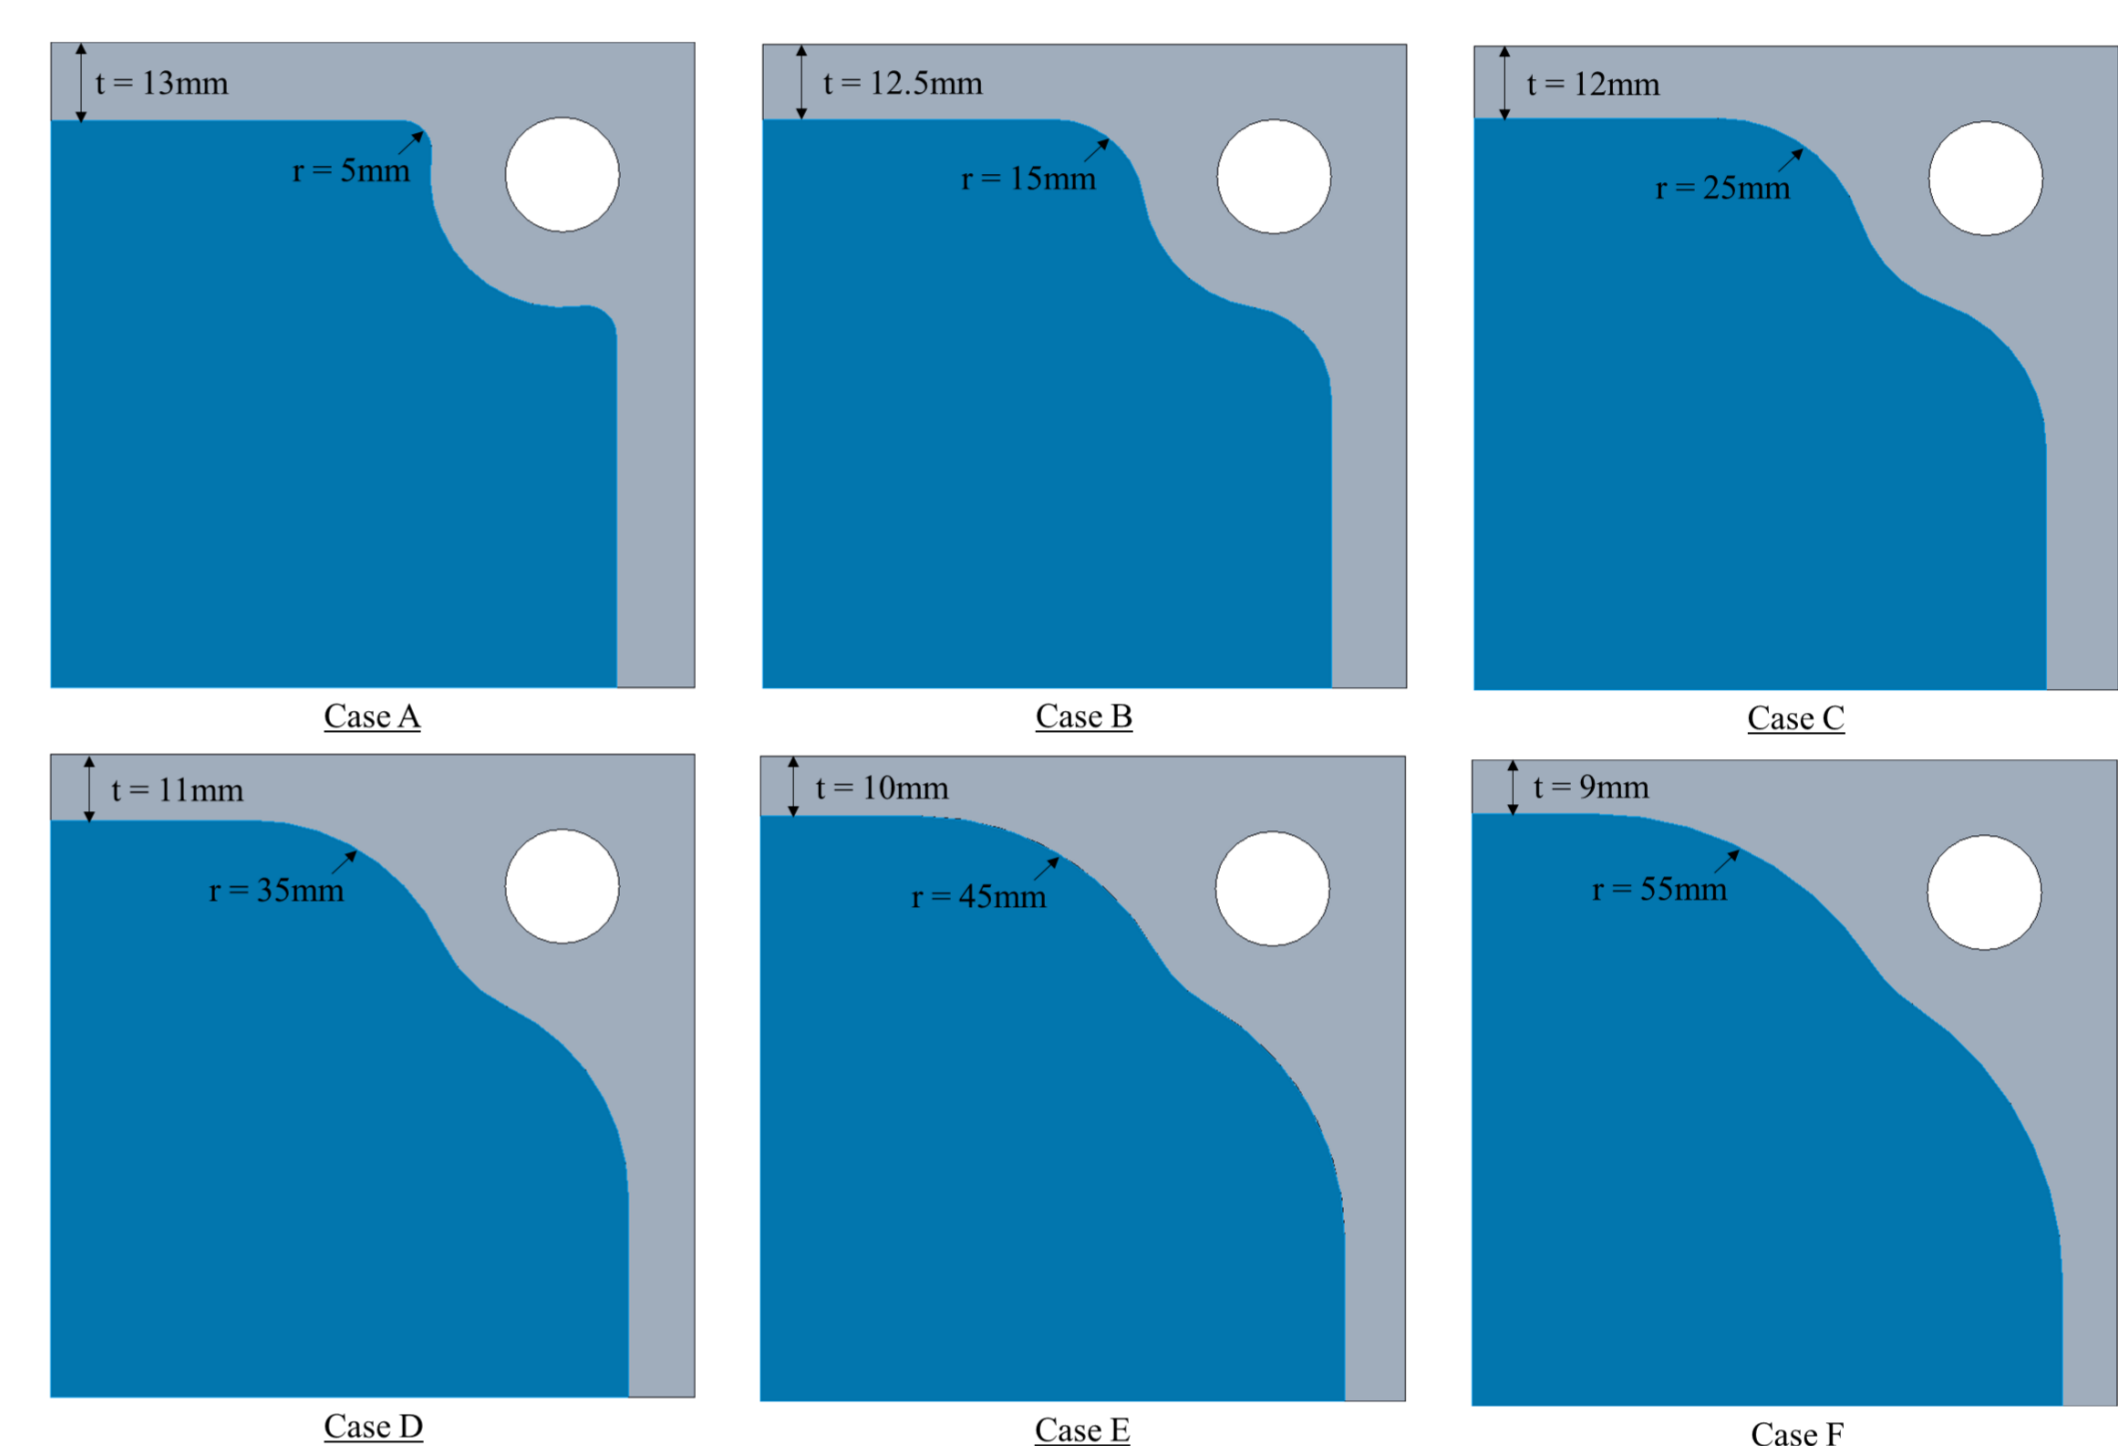 t = 13mm
r = 5mm
Case A
t = 12.5mm
r = 15mm
Case B
t = 12mm
r = 25mm
Case C
t = 11mm
r = 35mm
Case D
t = 10mm
r = 45mm
Case E
t = 9mm
r = 55mm
Case F